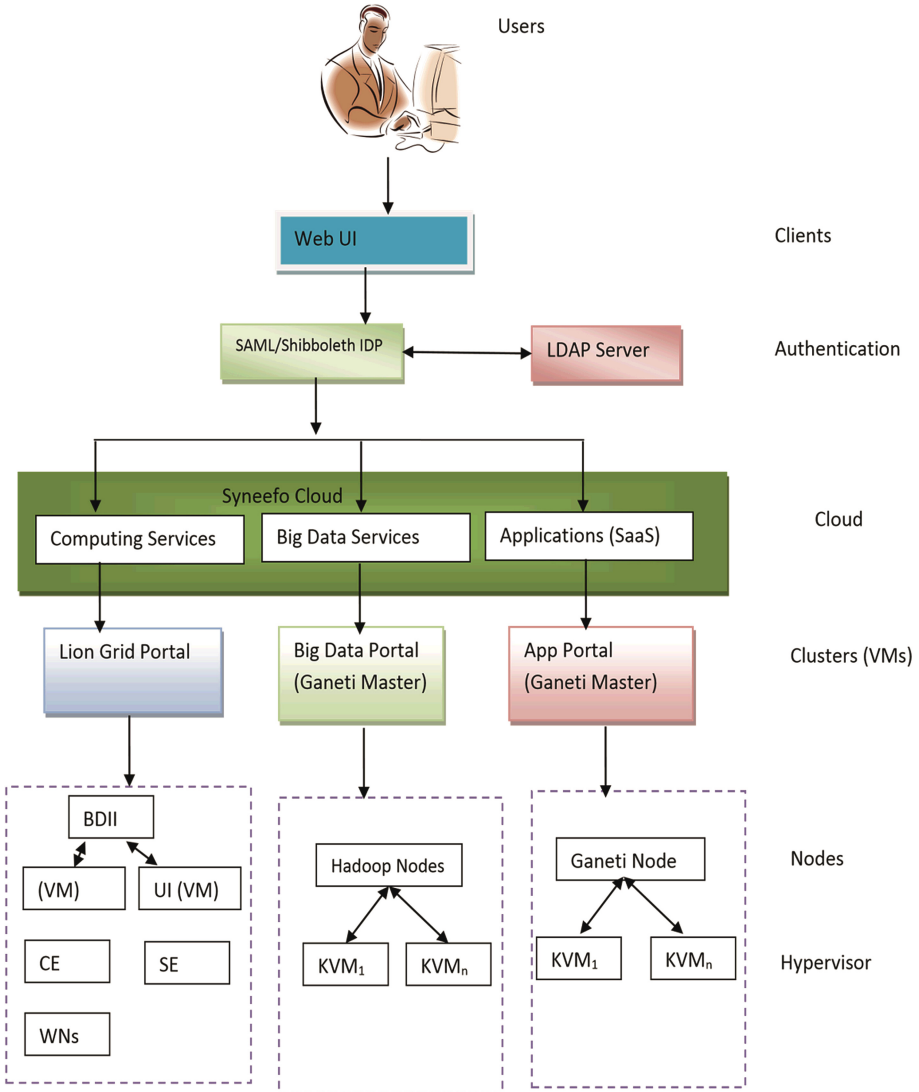 Users
Web UI
Clients
SAML/Shibboleth IDP
LDAP Server
Authentication
Syneefo Cloud
Computing Services
Big Data Services
Applications (SaaS)
Cloud
Lion Grid Portal
Big Data Portal
(Ganeti Master)
App Portal
(Ganeti Master)
Clusters (VMs)
BDII
(VM)
UI (VM)
CE
SE
WNs
Hadoop Nodes
KVM₁
KVMₙ
Ganeti Node
KVM₁
KVMₙ
Nodes
Hypervisor